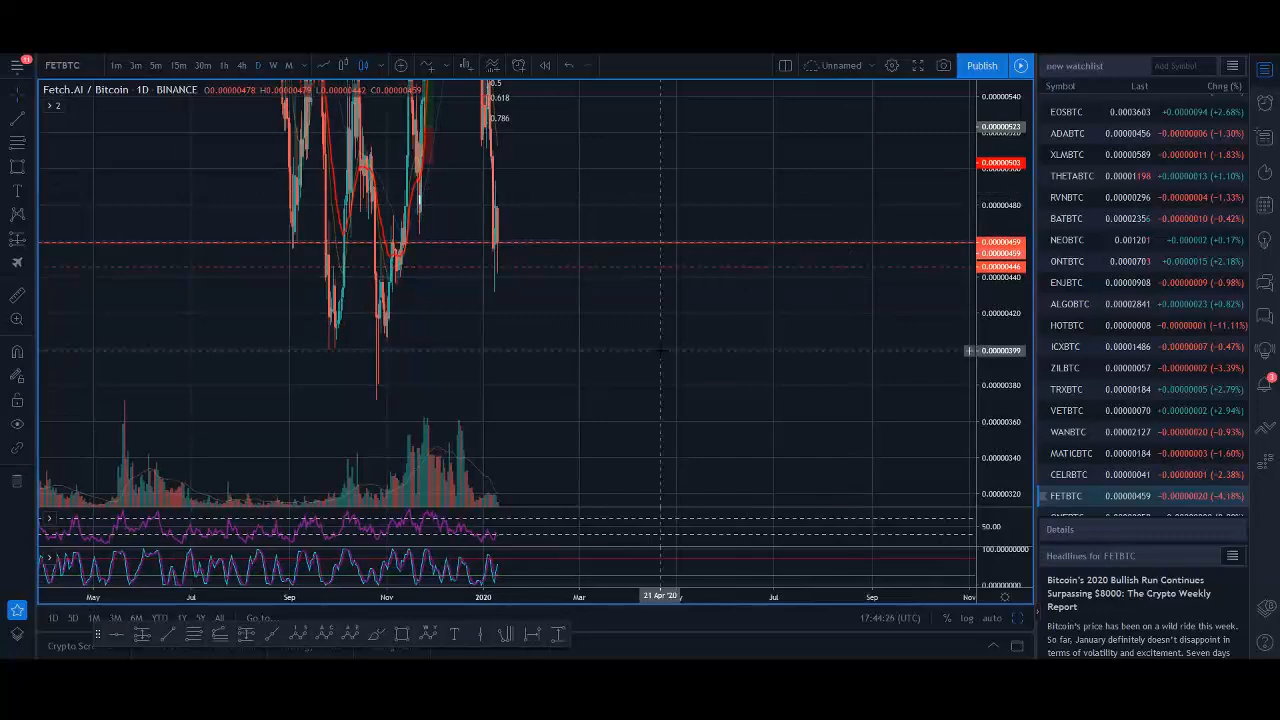 11
FETBTC
1m 3m 5m 15m 30m 1h 4h D W M
Unnamed
Publish
new watchlist
Add Symbol
Fetch.AI / Bitcoin · 1D · BINANCE O0.00000478 H0.00000479 L0.00000442 C0.00000459
2
0.5
0.618
0.786
0.00000540
0.00000523
0.00000503
0.00000480
0.00000459
0.00000459
0.00000446
0.00000440
0.00000420
0.00000399
0.00000380
0.00000360
0.00000340
0.00000320
50.00
100.00000000
0.00000000
May Jul Sep Nov 2020 Mar 21 Apr '20 Jul Sep Nov
1D 5D 1M 3M 6M YTD 1Y 5Y All Go to...
17:44:26 (UTC) % log auto
Crypto Scr
Symbol Last Chng (%)
EOSBTC 0.0003603 +0.0000094 (+2.68%)
ADABTC 0.00000456 −0.00000006 (−1.30%)
XLMBTC 0.00000589 −0.00000011 (−1.83%)
THETABTC 0.00001198 +0.00000013 (+1.10%)
RVNBTC 0.00000296 −0.00000004 (−1.33%)
BATBTC 0.00002356 −0.00000010 (−0.42%)
NEOBTC 0.001201 +0.000002 (+0.17%)
ONTBTC 0.0000703 +0.0000015 (+2.18%)
ENJBTC 0.00000908 −0.00000009 (−0.98%)
ALGOBTC 0.00002841 +0.00000023 (+0.82%)
HOTBTC 0.00000008 −0.00000001 (−11.11%)
ICXBTC 0.00001486 −0.00000007 (−0.47%)
ZILBTC 0.00000057 −0.00000002 (−3.39%)
TRXBTC 0.00000184 +0.00000005 (+2.79%)
VETBTC 0.00000070 +0.00000002 (+2.94%)
WANBTC 0.00002127 −0.00000020 (−0.93%)
MATICBTC 0.00000184 −0.00000003 (−1.60%)
CELRBTC 0.00000041 −0.00000001 (−2.38%)
FETBTC 0.00000459 −0.00000020 (−4.18%)
Details
Headlines for FETBTC
Bitcoin's 2020 Bullish Run Continues
Surpassing $8000: The Crypto Weekly
Report
Bitcoin's price has been on a wild ride this week.
So far, January definitely doesn't disappoint in
terms of volatility and excitement. Seven days
3